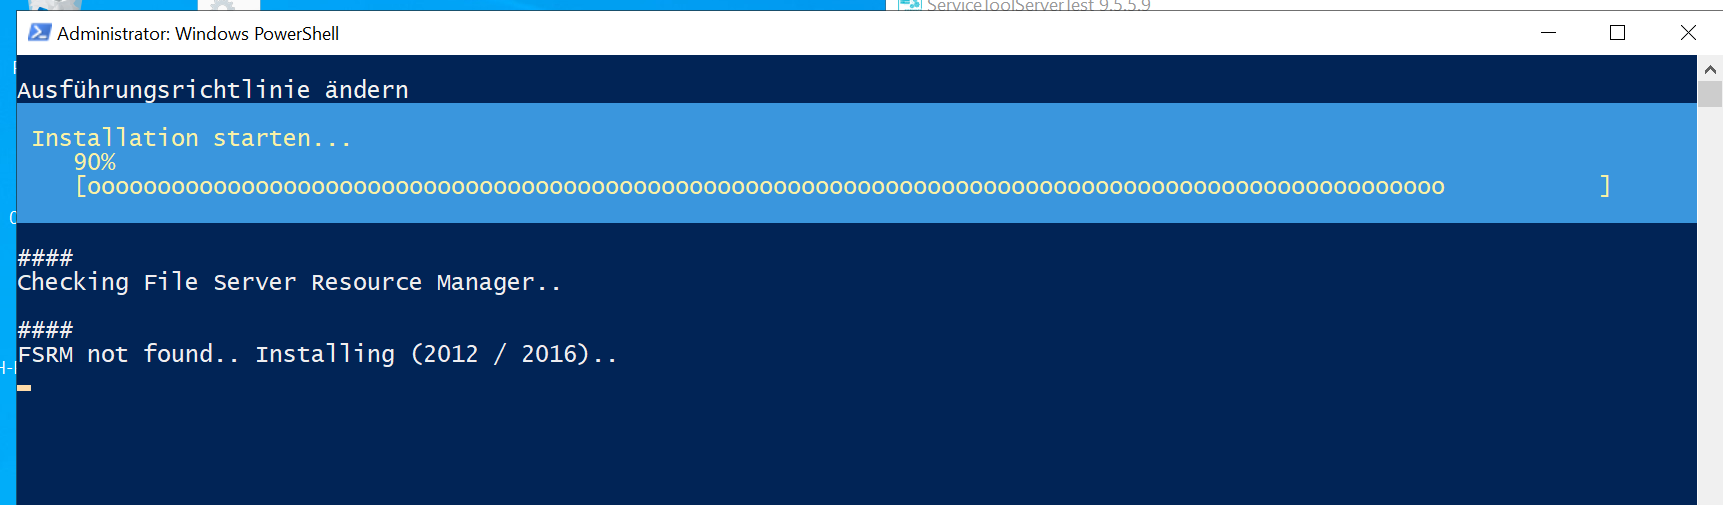 ServiceToolServerTest 9.5.5.9
Administrator: Windows PowerShell
Ausführungsrichtlinie ändern
Installation starten...
90%
[ooooooooooooooooooooooooooooooooooooooooooooooooooooooooooooooooooooooooooooooooooooooooooooooooo           ]
####
Checking File Server Resource Manager..
####
FSRM not found.. Installing (2012 / 2016)..